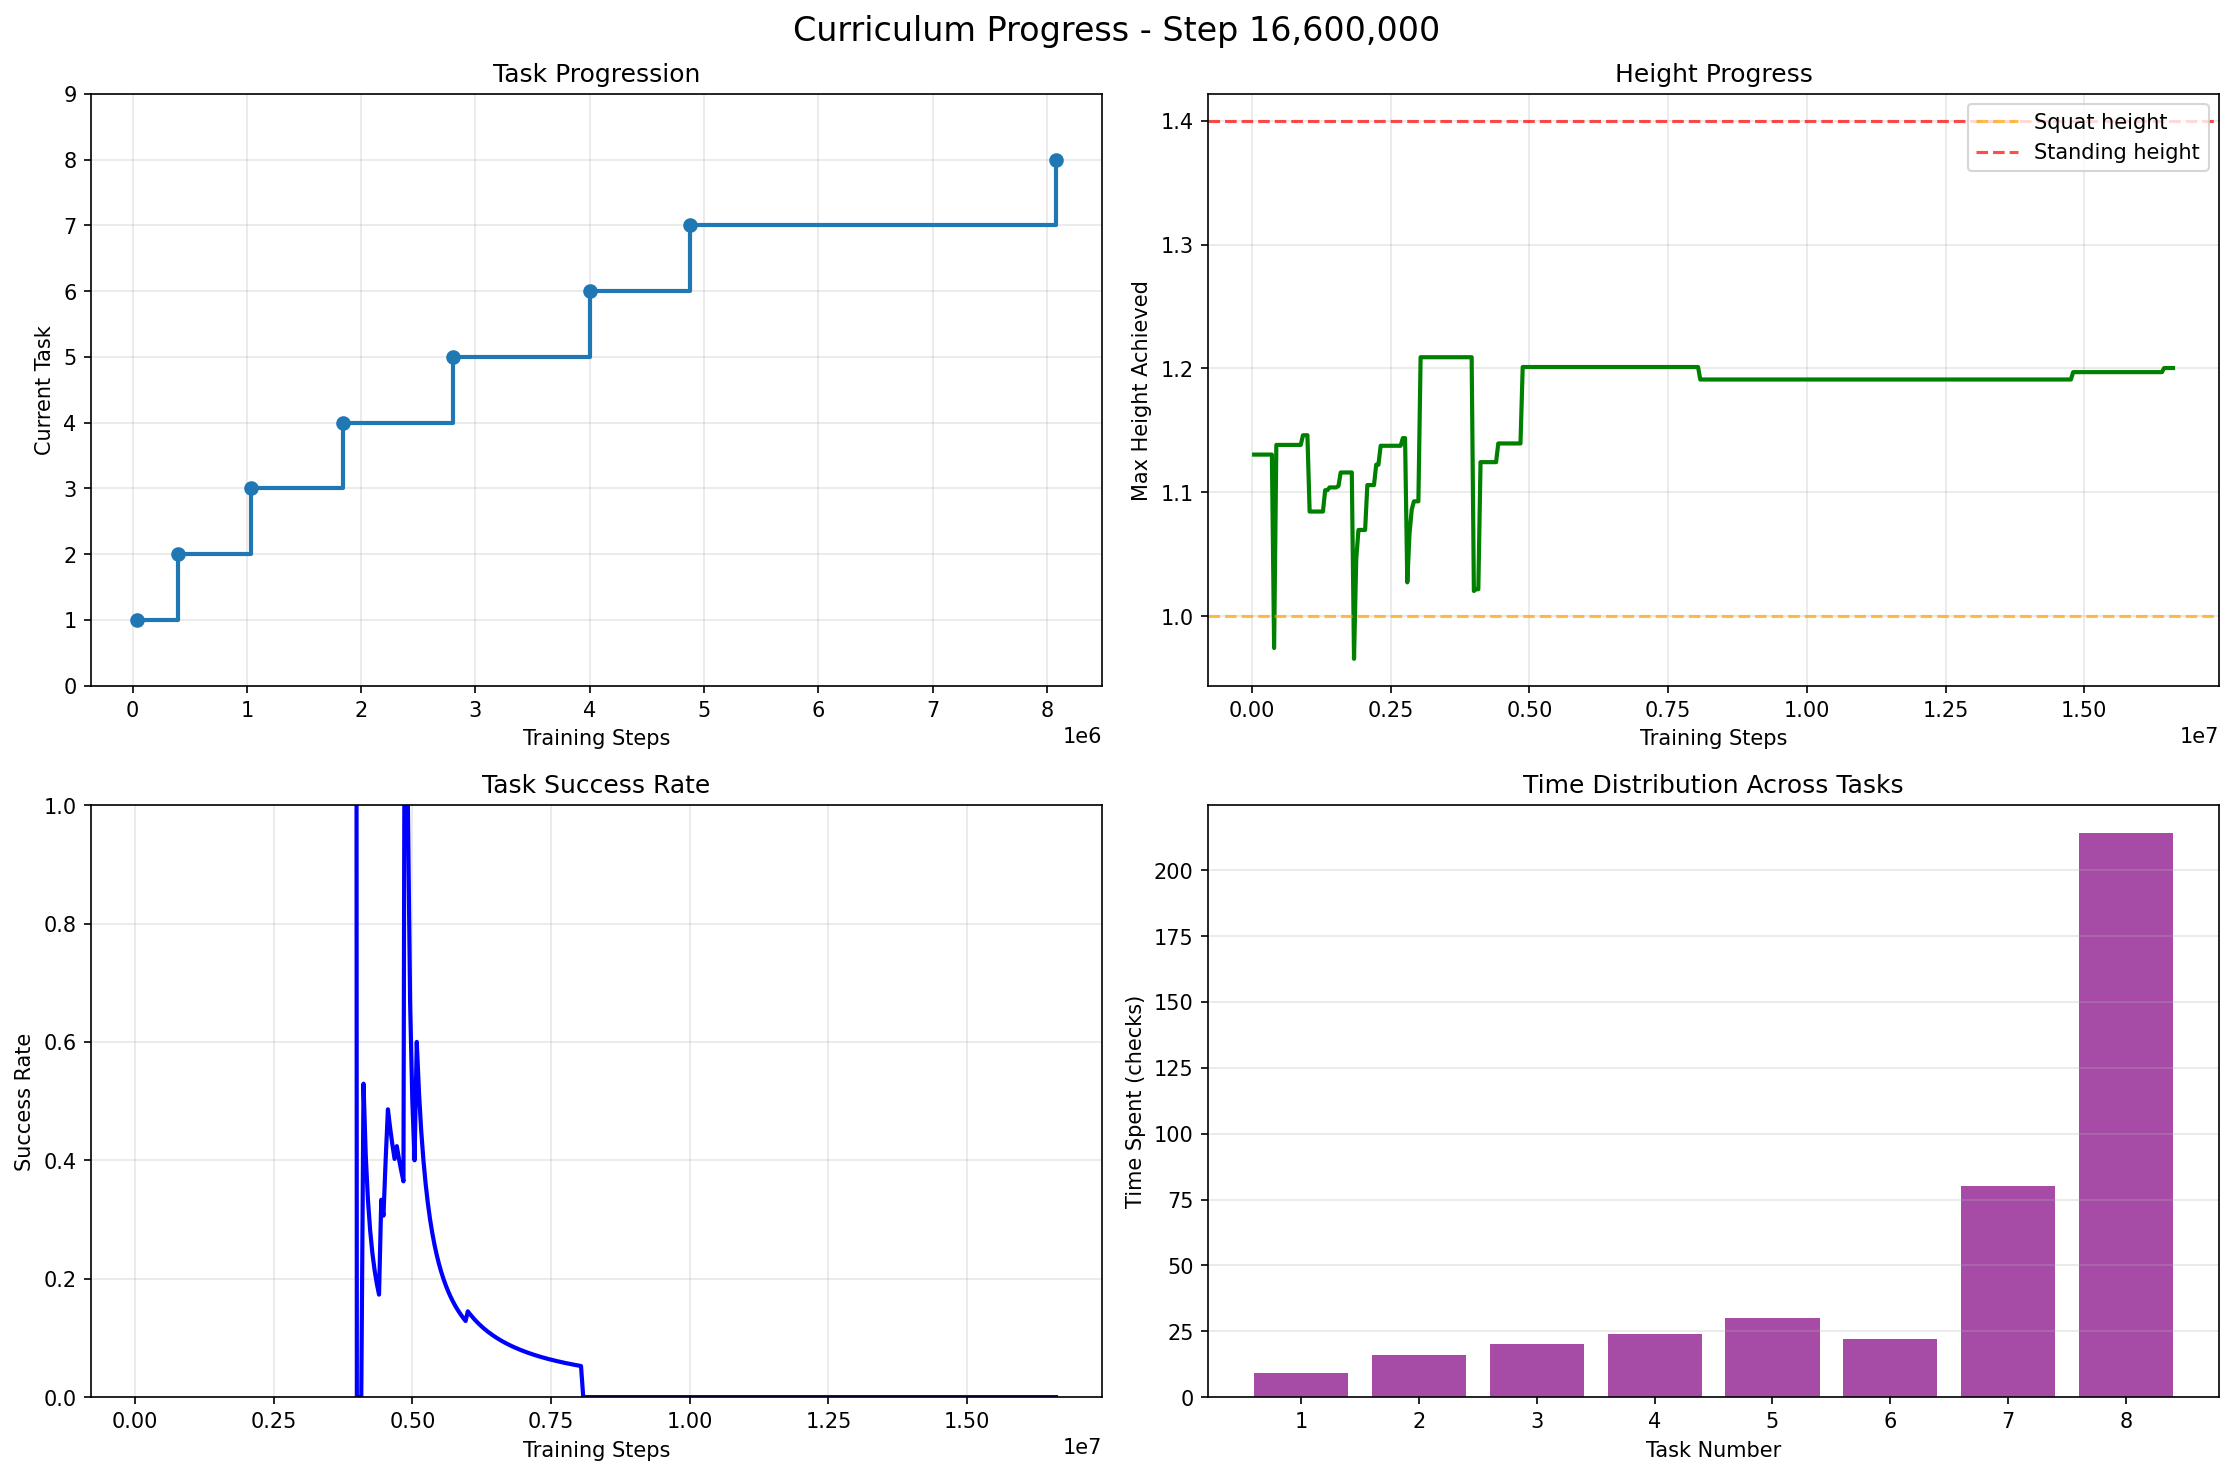 Curriculum Progress - Step 16,600,000
Task Progression
Current Task
9
8
7
6
5
4
3
2
1
0
0 1 2 3 4 5 6 7 8
1e6
Training Steps
Height Progress
Max Height Achieved
1.4
1.3
1.2
1.1
1.0
Squat height
Standing height
0.00 0.25 0.50 0.75 1.00 1.25 1.50
1e7
Training Steps
Task Success Rate
Success Rate
1.0
0.8
0.6
0.4
0.2
0.0
0.00 0.25 0.50 0.75 1.00 1.25 1.50
1e7
Training Steps
Time Distribution Across Tasks
Time Spent (checks)
200
175
150
125
100
75
50
25
0
1 2 3 4 5 6 7 8
Task Number